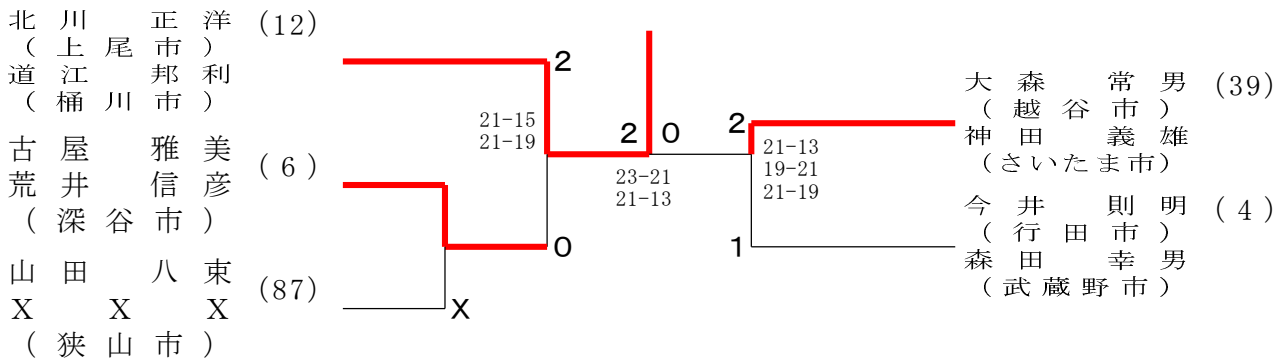 北川 正洋 (12)
(上尾市)
道江 邦利
(桶川市)
古屋 雅美
荒井 信彦 (6)
(深谷市)
山田 八束
X X X (87)
(狭山市)
2
21-15
21-19
0
X
2 0
23-21
21-13
2
21-13
19-21
21-19
1
大森 常男 (39)
(越谷市)
神田 義雄
(さいたま市)
今井 則明 (4)
(行田市)
森田 幸男
(武蔵野市)